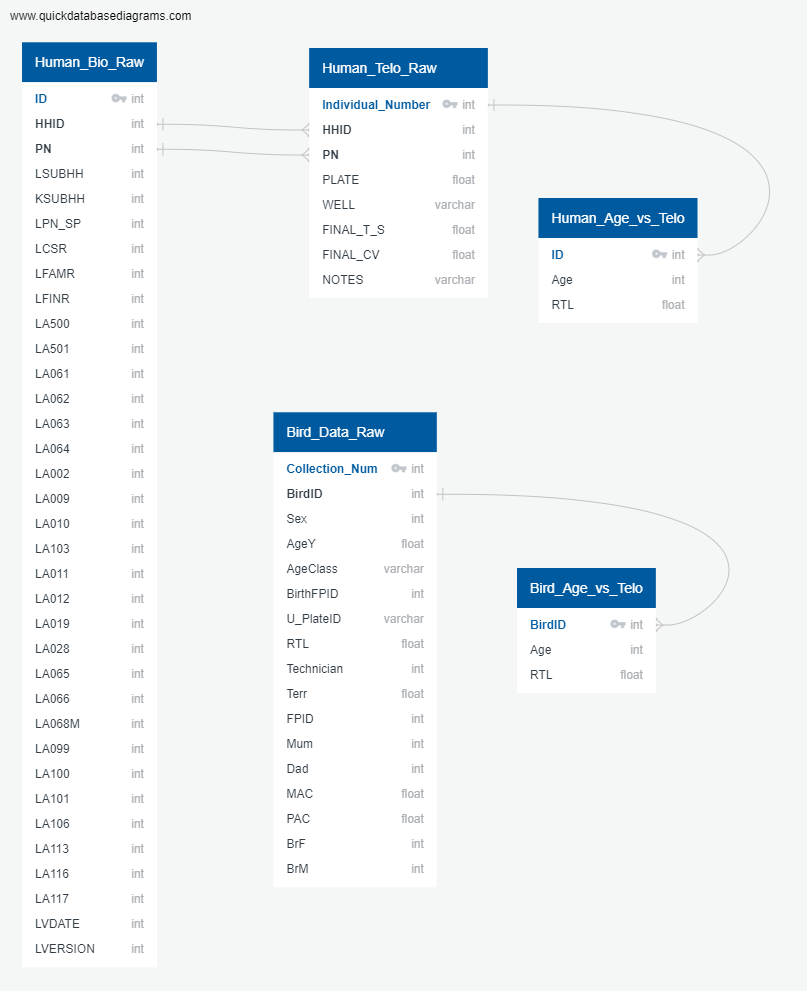 www.quickdatabasediagrams.com
Human_Bio_Raw
ID int
HHID int
PN int
LSUBHH int
KSUBHH int
LPN_SP int
LCSR int
LFAMR int
LFINR int
LA500 int
LA501 int
LA061 int
LA062 int
LA063 int
LA064 int
LA002 int
LA009 int
LA010 int
LA103 int
LA011 int
LA012 int
LA019 int
LA028 int
LA065 int
LA066 int
LA068M int
LA099 int
LA100 int
LA101 int
LA106 int
LA113 int
LA116 int
LA117 int
LVDATE int
LVERSION int
Human_Telo_Raw
Individual_Number int
HHID int
PN int
PLATE float
WELL varchar
FINAL_T_S float
FINAL_CV float
NOTES varchar
Human_Age_vs_Telo
ID int
Age int
RTL float
Bird_Data_Raw
Collection_Num int
BirdID int
Sex int
AgeY float
AgeClass varchar
BirthFPID int
U_PlateID varchar
RTL float
Technician int
Terr float
FPID int
Mum int
Dad int
MAC float
PAC float
BrF int
BrM int
Bird_Age_vs_Telo
BirdID int
Age int
RTL float